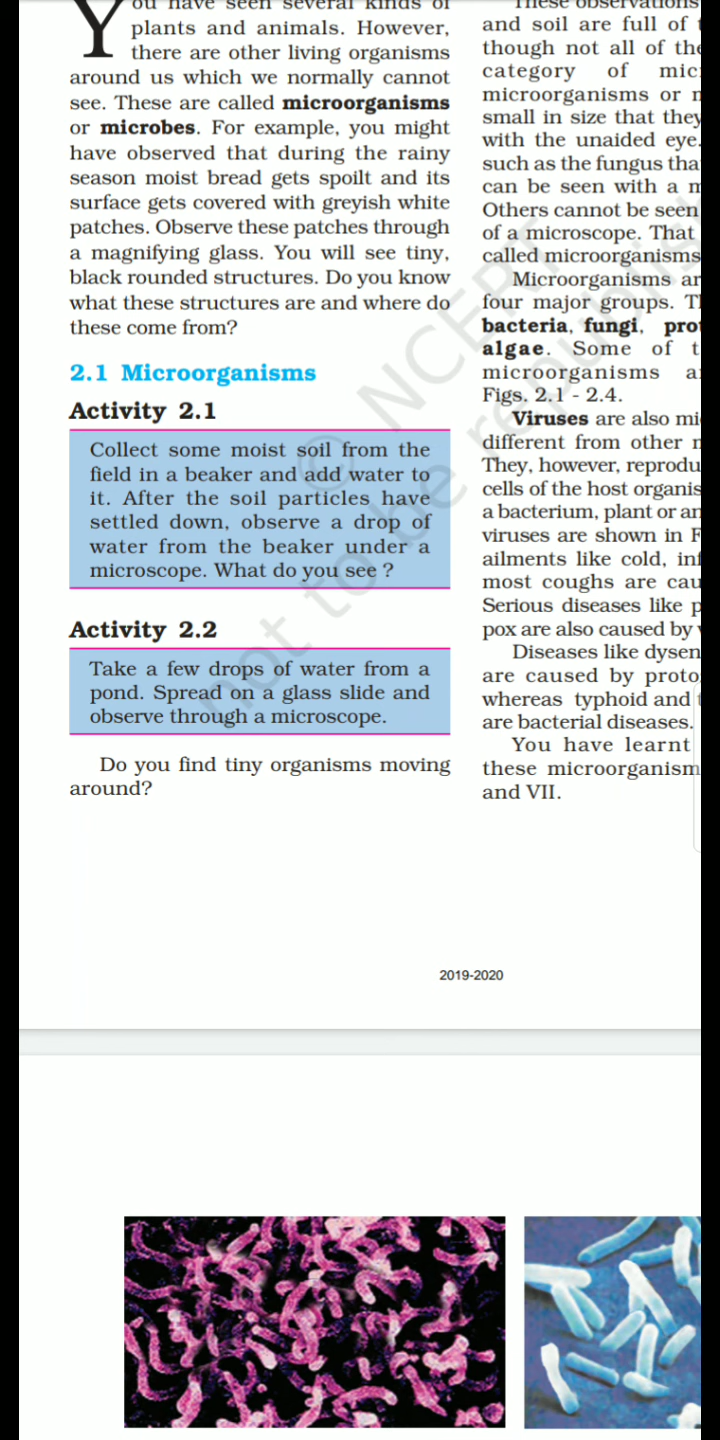 You have seen several kinds of
plants and animals. However,
there are other living organisms
around us which we normally cannot
see. These are called microorganisms
or microbes. For example, you might
have observed that during the rainy
season moist bread gets spoilt and its
surface gets covered with greyish white
patches. Observe these patches through
a magnifying glass. You will see tiny,
black rounded structures. Do you know
what these structures are and where do
these come from?
2.1 Microorganisms
Activity 2.1
Collect some moist soil from the
field in a beaker and add water to
it. After the soil particles have
settled down, observe a drop of
water from the beaker under a
microscope. What do you see ?
Activity 2.2
Take a few drops of water from a
pond. Spread on a glass slide and
observe through a microscope.
Do you find tiny organisms moving
around?
These observations
and soil are full of
though not all of the
category of mic
microorganisms or
small in size that they
with the unaided eye.
such as the fungus tha
can be seen with a
Others cannot be seen
of a microscope. That
called microorganisms
Microorganisms ar
four major groups. T
bacteria, fungi, pro
algae. Some of t
microorganisms a
Figs. 2.1 - 2.4.
Viruses are also mi
different from other
They, however, reprodu
cells of the host organis
a bacterium, plant or an
viruses are shown in F
ailments like cold, inf
most coughs are cau
Serious diseases like p
pox are also caused by
Diseases like dysen
are caused by proto
whereas typhoid and
are bacterial diseases.
You have learnt
these microorganism
and VII.
© NCERT
not to be republish
2019-2020